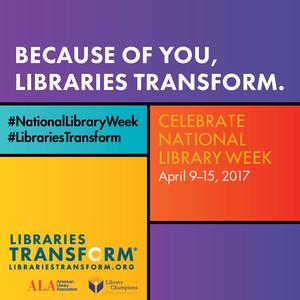 BECAUSE OF YOU,
LIBRARIES TRANSFORM.
#NationalLibraryWeek
#LibrariesTransform
CELEBRATE
NATIONAL
LIBRARY WEEK
April 9–15, 2017
LIBRARIES
TRANSFORM®
LIBRARIESTRANSFORM.ORG
ALA American
Library
Association
Library
Champions